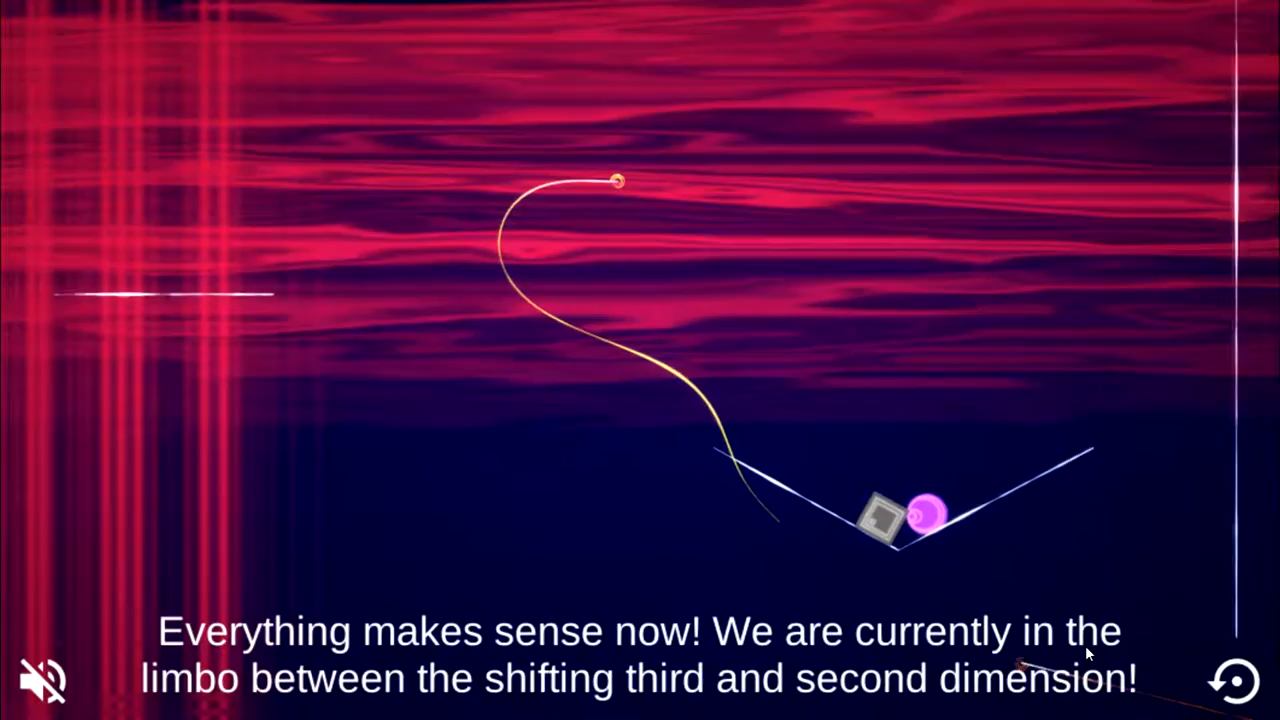 Everything makes sense now! We are currently in the
limbo between the shifting third and second dimension!